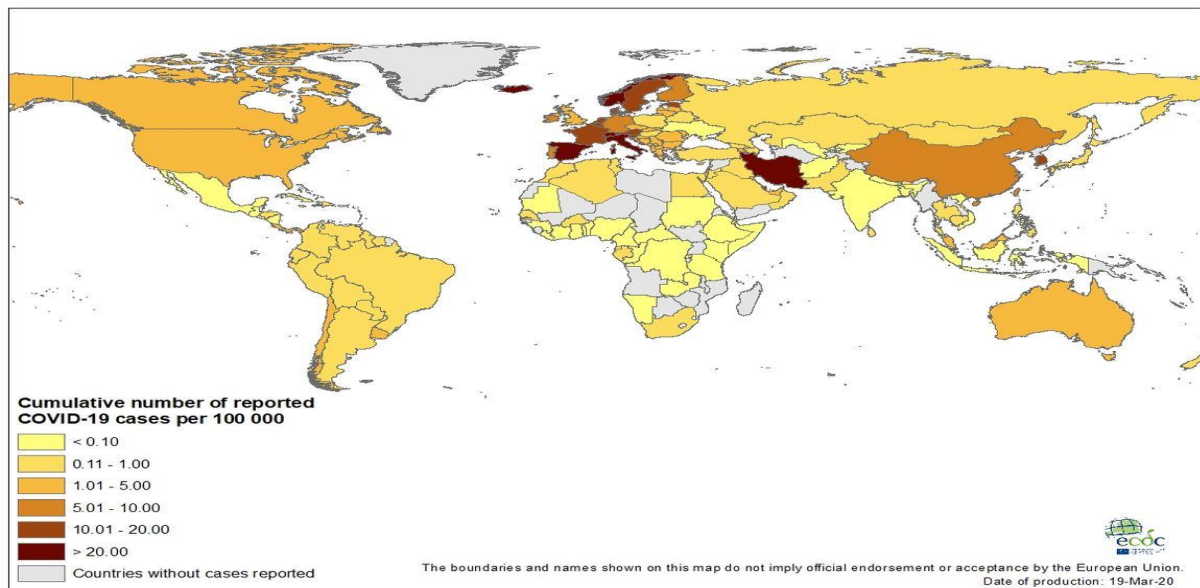 Cumulative number of reported
COVID-19 cases per 100 000
< 0.10
0.11 - 1.00
1.01 - 5.00
5.01 - 10.00
10.01 - 20.00
> 20.00
Countries without cases reported
ecdc
The boundaries and names shown on this map do not imply official endorsement or acceptance by the European Union.
Date of production: 19-Mar-20